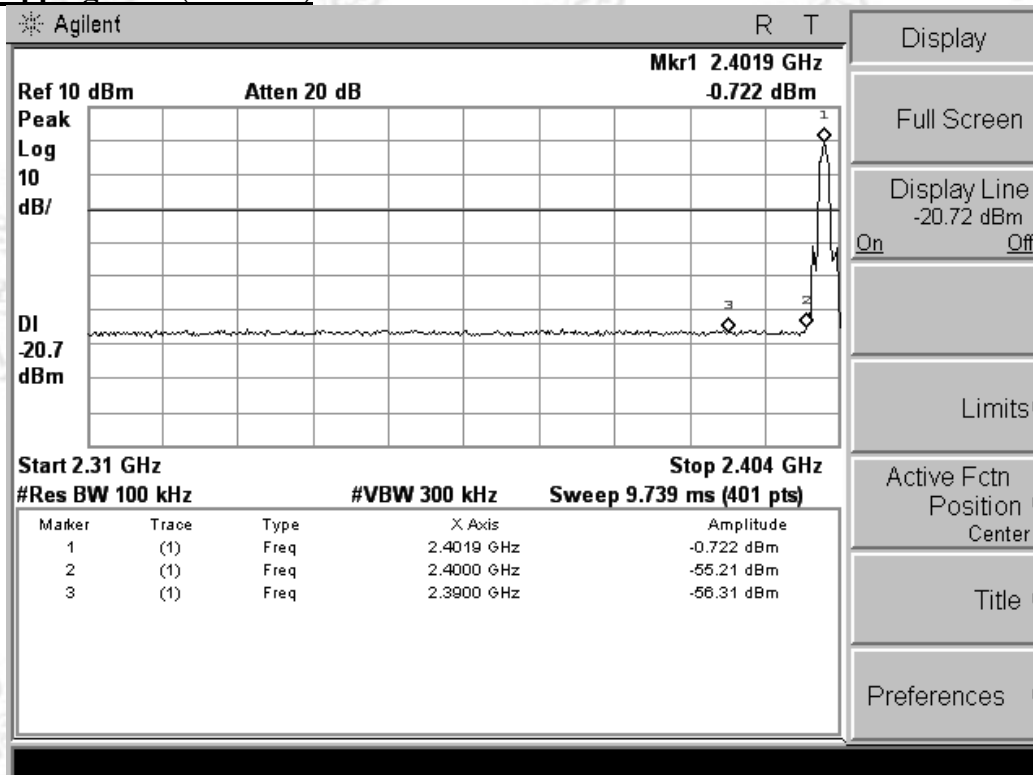 Agilent R T
Mkr1 2.4019 GHz
Ref 10 dBm Atten 20 dB -0.722 dBm
Peak
Log
10
dB/
1
3
2
DI
-20.7
dBm
Start 2.31 GHz Stop 2.404 GHz
#Res BW 100 kHz #VBW 300 kHz Sweep 9.739 ms (401 pts)
Marker Trace Type X Axis Amplitude
1 (1) Freq 2.4019 GHz -0.722 dBm
2 (1) Freq 2.4000 GHz -55.21 dBm
3 (1) Freq 2.3900 GHz -56.31 dBm
Display
Full Screen
Display Line
-20.72 dBm
On Off
Limits
Active Fctn
Position
Center
Title
Preferences